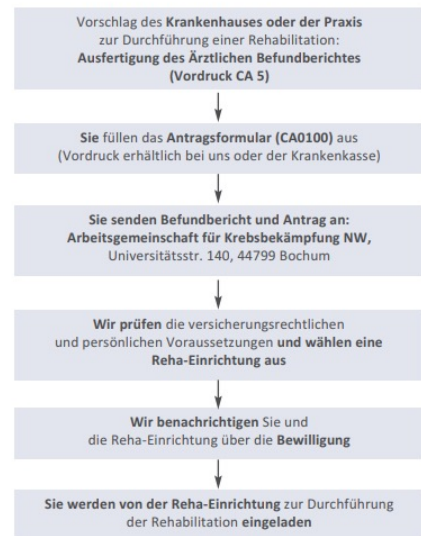 Vorschlag des Krankenhauses oder der Praxis
zur Durchführung einer Rehabilitation:
Ausfertigung des Ärztlichen Befundberichtes
(Vordruck CA 5)
Sie füllen das Antragsformular (CA0100) aus
(Vordruck erhältlich bei uns oder der Krankenkasse)
Sie senden Befundbericht und Antrag an:
Arbeitsgemeinschaft für Krebsbekämpfung NW,
Universitätsstr. 140, 44799 Bochum
Wir prüfen die versicherungsrechtlichen
und persönlichen Voraussetzungen und wählen eine
Reha-Einrichtung aus
Wir benachrichtigen Sie und
die Reha-Einrichtung über die Bewilligung
Sie werden von der Reha-Einrichtung zur Durchführung
der Rehabilitation eingeladen